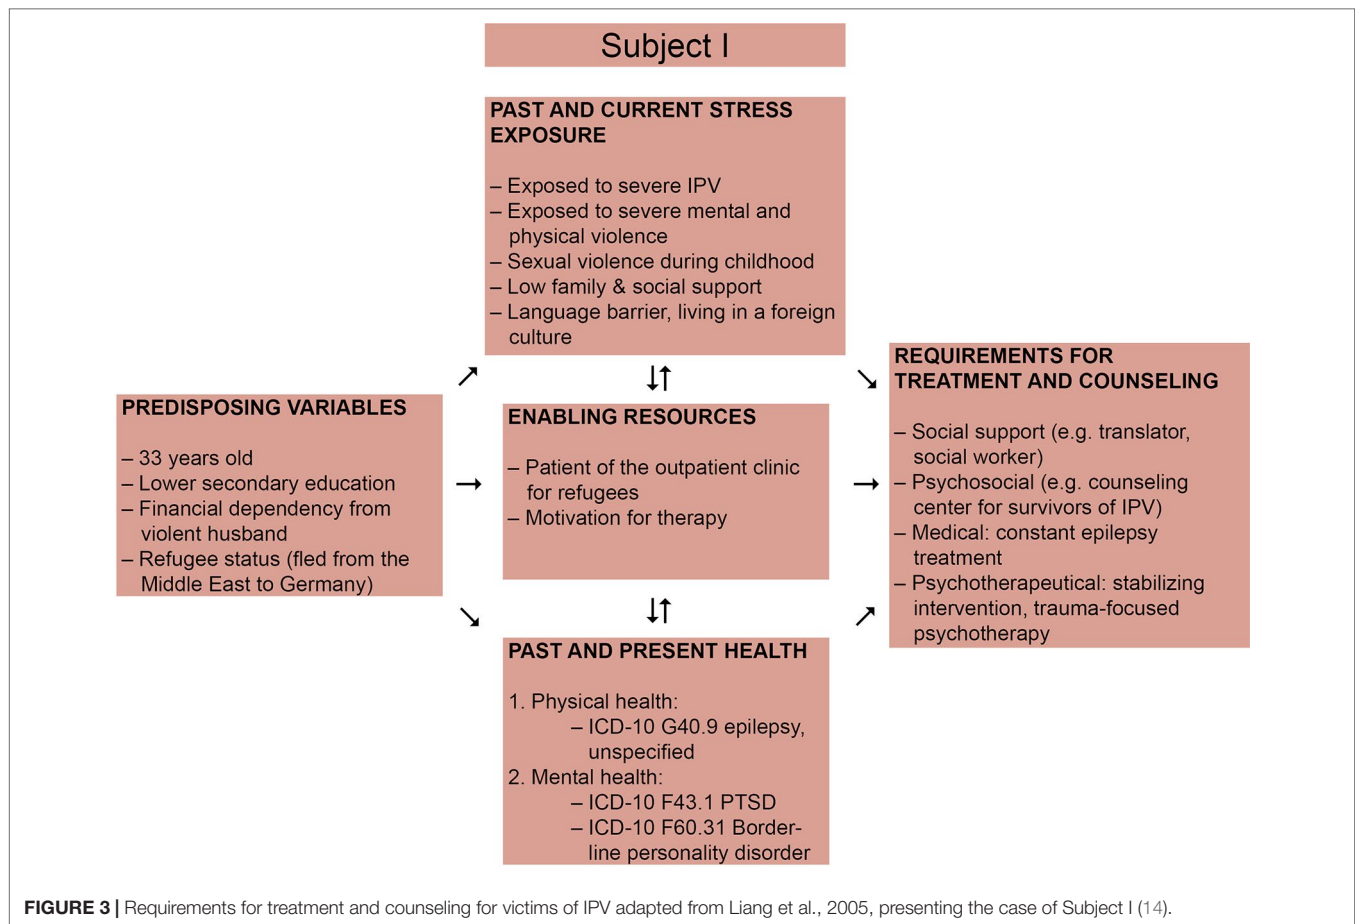 Subject I
PAST AND CURRENT STRESS
EXPOSURE
– Exposed to severe IPV
– Exposed to severe mental and
physical violence
– Sexual violence during childhood
– Low family & social support
– Language barrier, living in a foreign
culture
PREDISPOSING VARIABLES
– 33 years old
– Lower secondary education
– Financial dependency from
violent husband
– Refugee status (fled from the
Middle East to Germany)
ENABLING RESOURCES
– Patient of the outpatient clinic
for refugees
– Motivation for therapy
PAST AND PRESENT HEALTH
1. Physical health:
– ICD-10 G40.9 epilepsy,
unspecified
2. Mental health:
– ICD-10 F43.1 PTSD
– ICD-10 F60.31 Border-
line personality disorder
REQUIREMENTS FOR
TREATMENT AND COUNSELING
– Social support (e.g. translator,
social worker)
– Psychosocial (e.g. counseling
center for survivors of IPV)
– Medical: constant epilepsy
treatment
– Psychotherapeutical: stabilizing
intervention, trauma-focused
psychotherapy
FIGURE 3 | Requirements for treatment and counseling for victims of IPV adapted from Liang et al., 2005, presenting the case of Subject I (14).